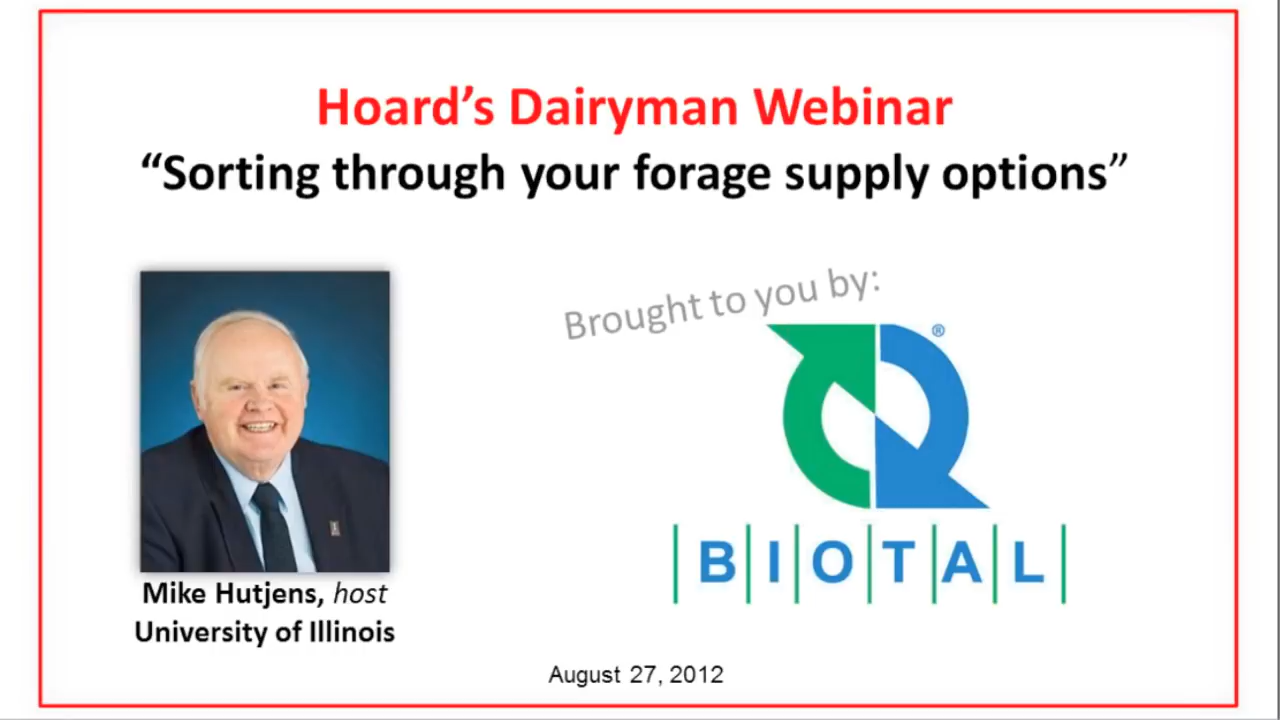 Hoard’s Dairyman Webinar
“Sorting through your forage supply options”
Brought to you by:
®
BIOTAL
Mike Hutjens, host
University of Illinois
August 27, 2012